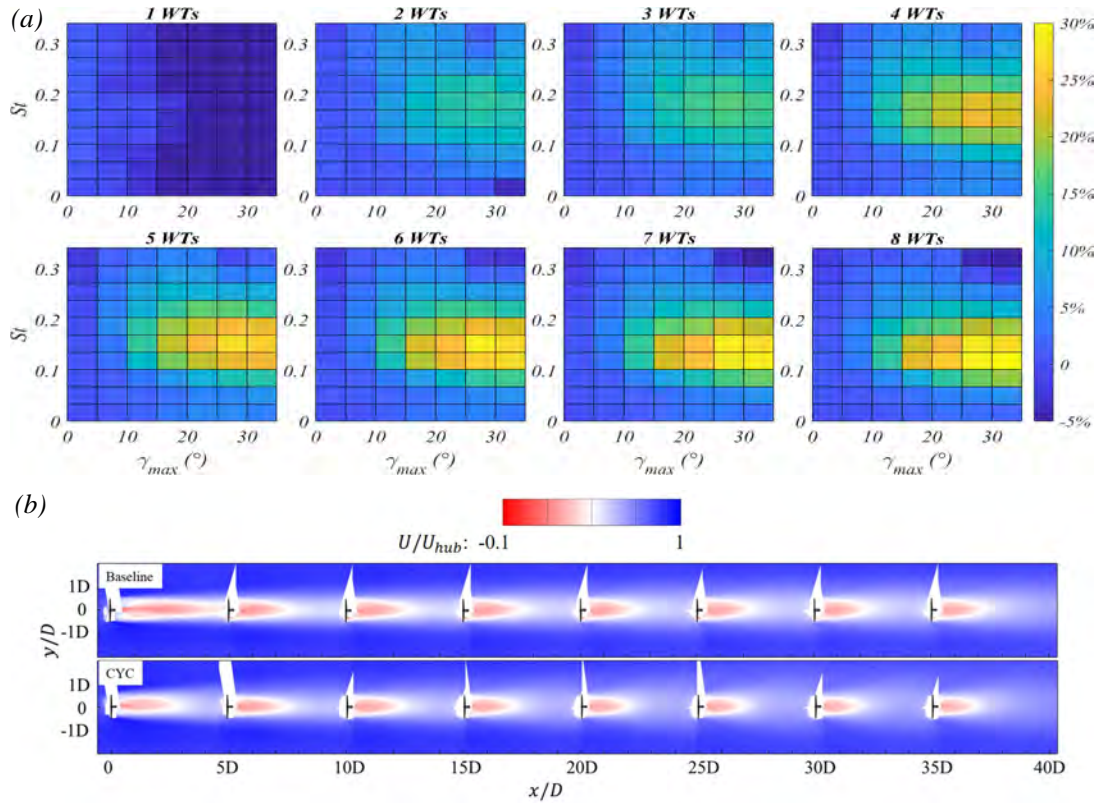 (a)
1 WTs 2 WTs 3 WTs 4 WTs
0.3 0.3 0.3 0.3 30%
25%
St 0.2 0.2 0.2 0.2
20%
0.1 0.1 0.1 0.1
0 0 0 0
0 10 20 30 0 10 20 30 0 10 20 30 0 10 20 30
15%
5 WTs 6 WTs 7 WTs 8 WTs
0.3 0.3 0.3 0.3
10%
St 0.2 0.2 0.2 0.2
5%
0.1 0.1 0.1 0.1
0
0 0 0 0 -5%
0 10 20 30 0 10 20 30 0 10 20 30 0 10 20 30
γmax (°) γmax (°) γmax (°) γmax (°)
(b)
U/Uhub: -0.1 1
Baseline
1D
0
-1D
y/D
CYC
1D
0
-1D
0 5D 10D 15D 20D 25D 30D 35D 40D
x/D